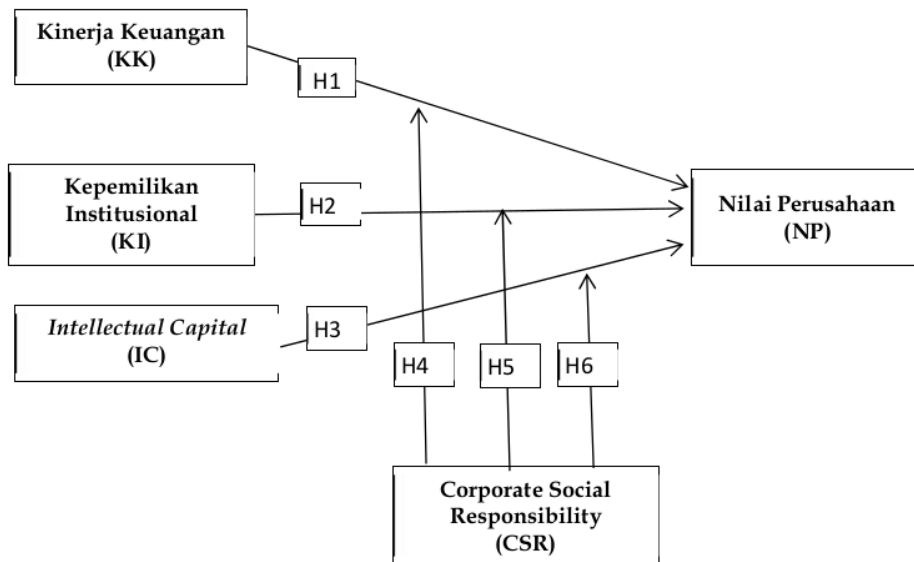 Kinerja Keuangan
(KK)
H1
Kepemilikan
Institusional
(KI)
H2
Nilai Perusahaan
(NP)
Intellectual Capital
(IC)
H3
H4
H5
H6
Corporate Social
Responsibility
(CSR)